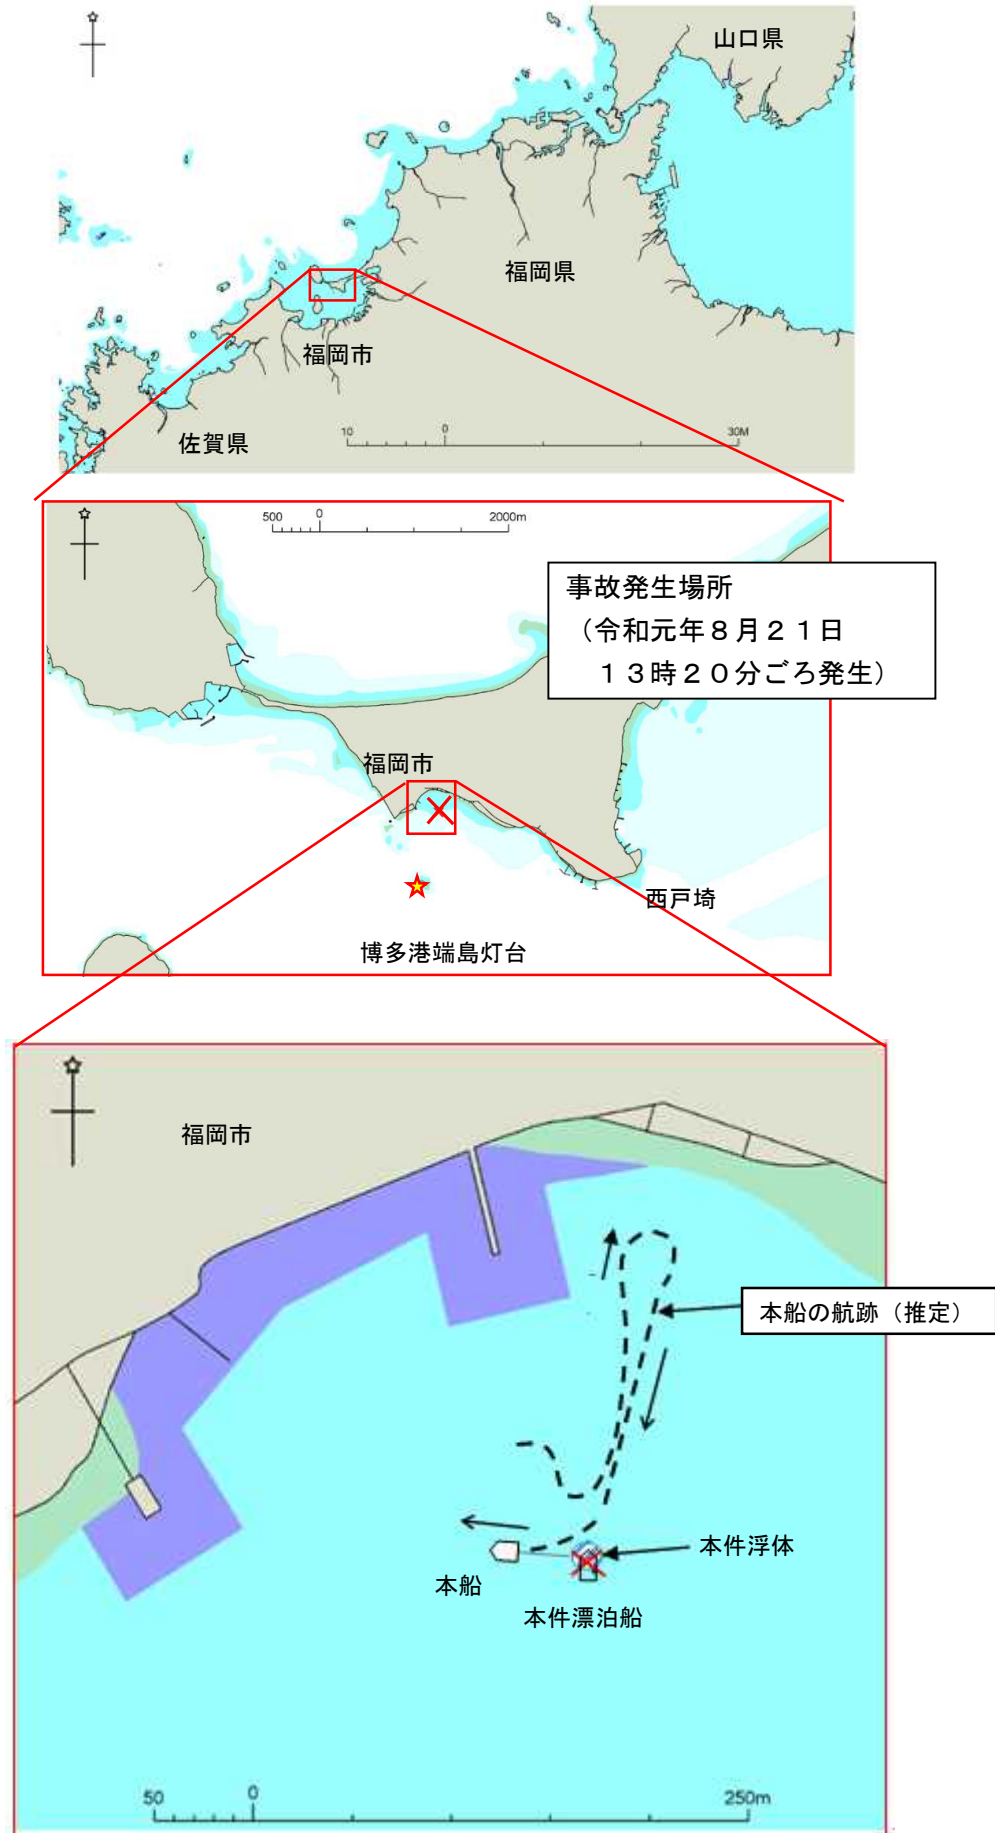 山口県
福岡県
福岡市
佐賀県
10 0 30M
500 0 2000m
事故発生場所
（令和元年８月２１日
１３時２０分ごろ発生）
福岡市
西戸埼
博多港端島灯台
福岡市
本船の航跡（推定）
本件浮体
本船
本件漂泊船
50 0 250m